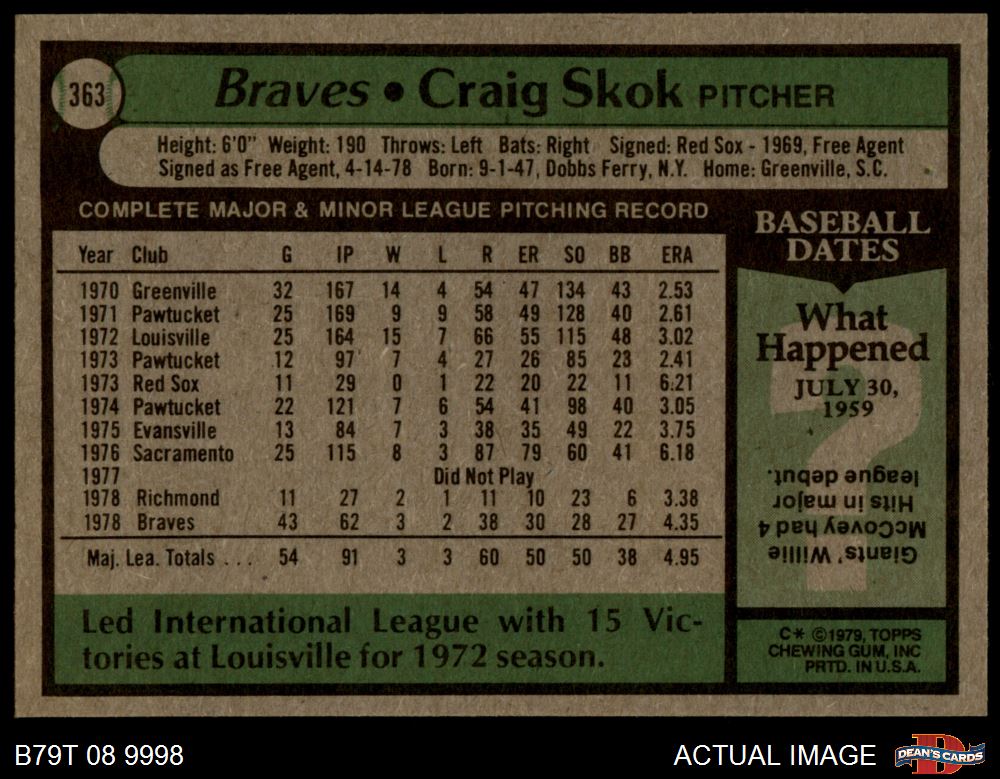 363
Braves • Craig Skok PITCHER
Height: 6'0" Weight: 190 Throws: Left Bats: Right Signed: Red Sox - 1969, Free Agent
Signed as Free Agent, 4-14-78 Born: 9-1-47, Dobbs Ferry, N.Y. Home: Greenville, S.C.
COMPLETE MAJOR & MINOR LEAGUE PITCHING RECORD
Year Club G IP W L R ER SO BB ERA
1970 Greenville 32 167 14 4 54 47 134 43 2.53
1971 Pawtucket 25 169 9 9 58 49 128 40 2.61
1972 Louisville 25 164 15 7 66 55 115 48 3.02
1973 Pawtucket 12 97 7 4 27 26 85 23 2.41
1973 Red Sox 11 29 0 1 22 20 22 11 6.21
1974 Pawtucket 22 121 7 6 54 41 98 40 3.05
1975 Evansville 13 84 7 3 38 35 49 22 3.75
1976 Sacramento 25 115 8 3 87 79 60 41 6.18
1977 Did Not Play
1978 Richmond 11 27 2 1 11 10 23 6 3.38
1978 Braves 43 62 3 2 38 30 28 27 4.35
Maj. Lea. Totals . . . 54 91 3 3 60 50 50 38 4.95
Led International League with 15 Vic-
tories at Louisville for 1972 season.
BASEBALL
DATES
What
Happened
JULY 30,
1959
Giants' Willie
McCovey had 4
Hits in major
league debut.
C* ©1979, TOPPS
CHEWING GUM, INC
PRTD. IN U.S.A.
B79T 08 9998
ACTUAL IMAGE
D
DEAN'S CARDS